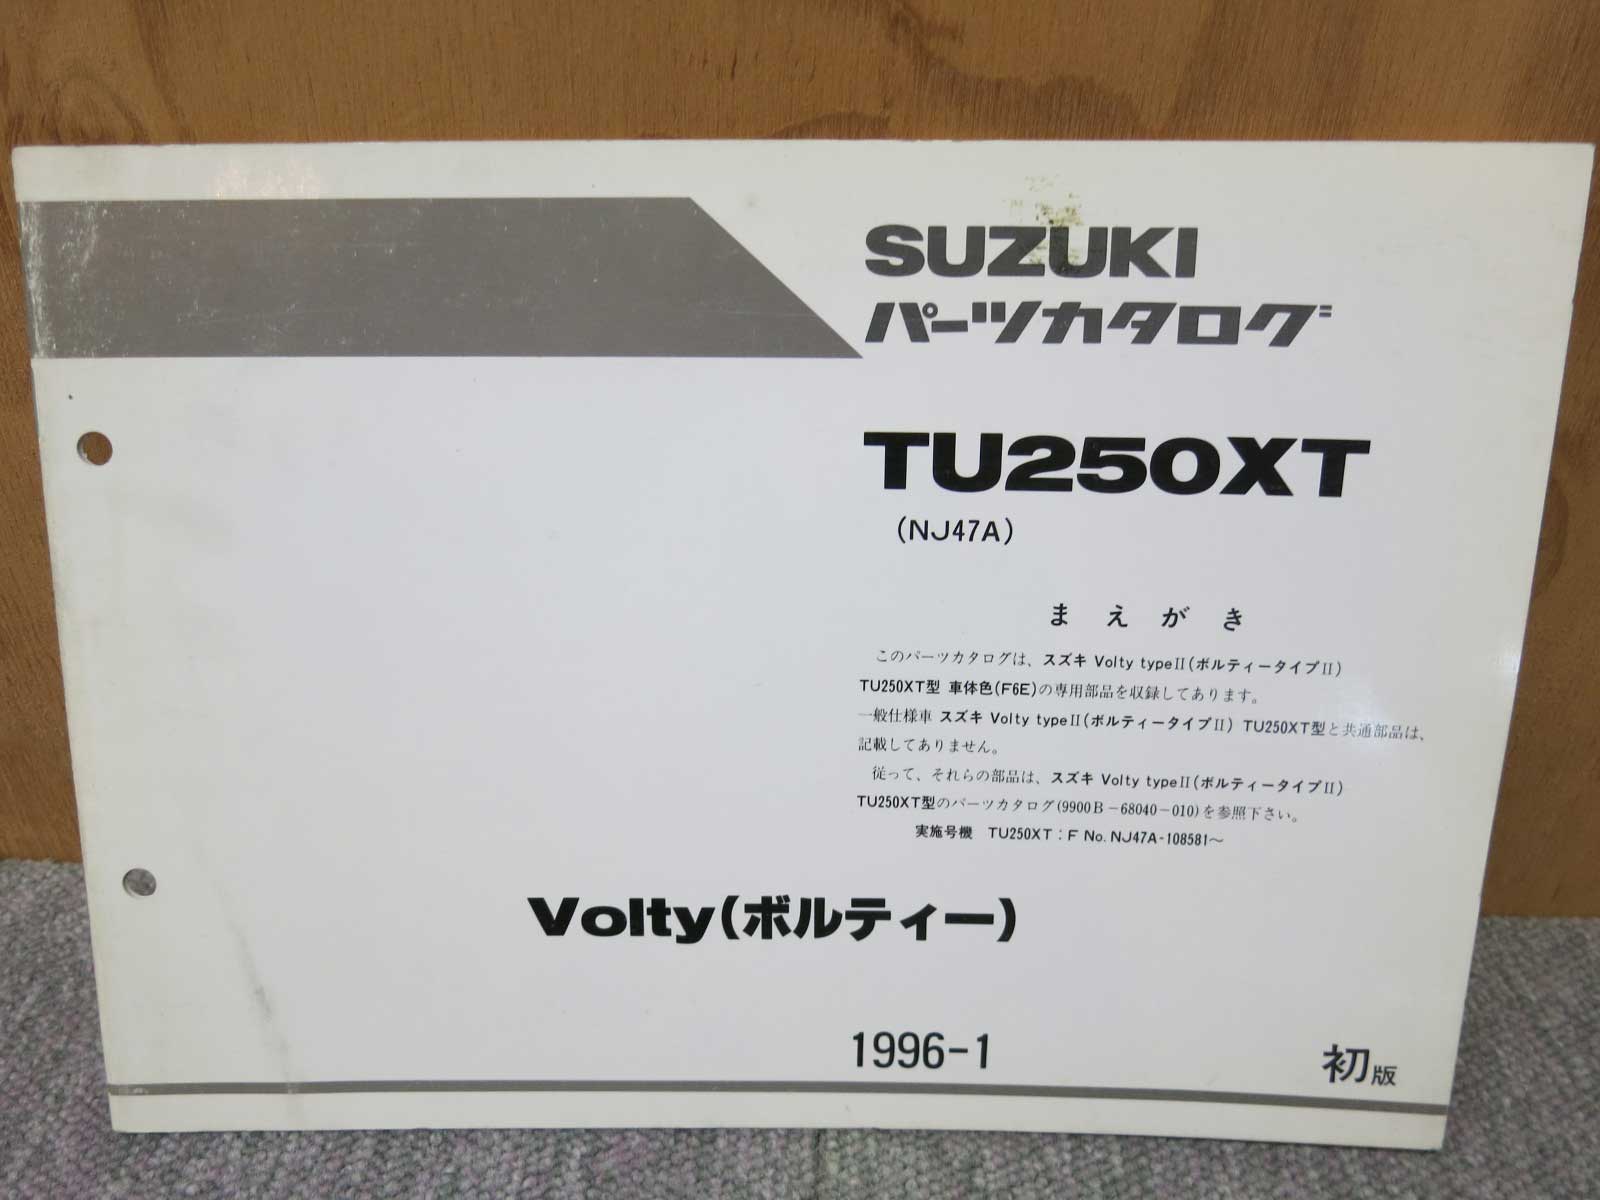 SUZUKI
パーツカタログ
TU250XT
(NJ47A)
まえがき
このパーツカタログは、スズキ Volty typeⅡ(ボルティータイプⅡ)
TU250XT型 車体色(F6E)の専用部品を収録してあります。
一般仕様車 スズキ Volty typeⅡ(ボルティータイプⅡ) TU250XT型と共通部品は、
記載してありません。
従って、それらの部品は、スズキ Volty typeⅡ(ボルティータイプⅡ)
TU250XT型のパーツカタログ(9900B-68040-010)を参照下さい。
実施号機 TU250XT:F No. NJ47A-108581〜
Volty(ボルティー)
1996-1
初版